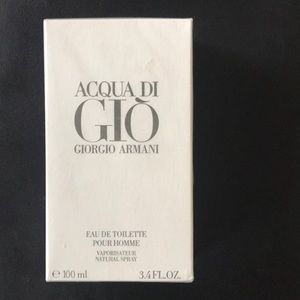 ACQUA DI
GIÒ
GIORGIO ARMANI
EAU DE TOILETTE
POUR HOMME
VAPORISATEUR
NATURAL SPRAY
℮ 100 ml 3.4 FL.OZ.